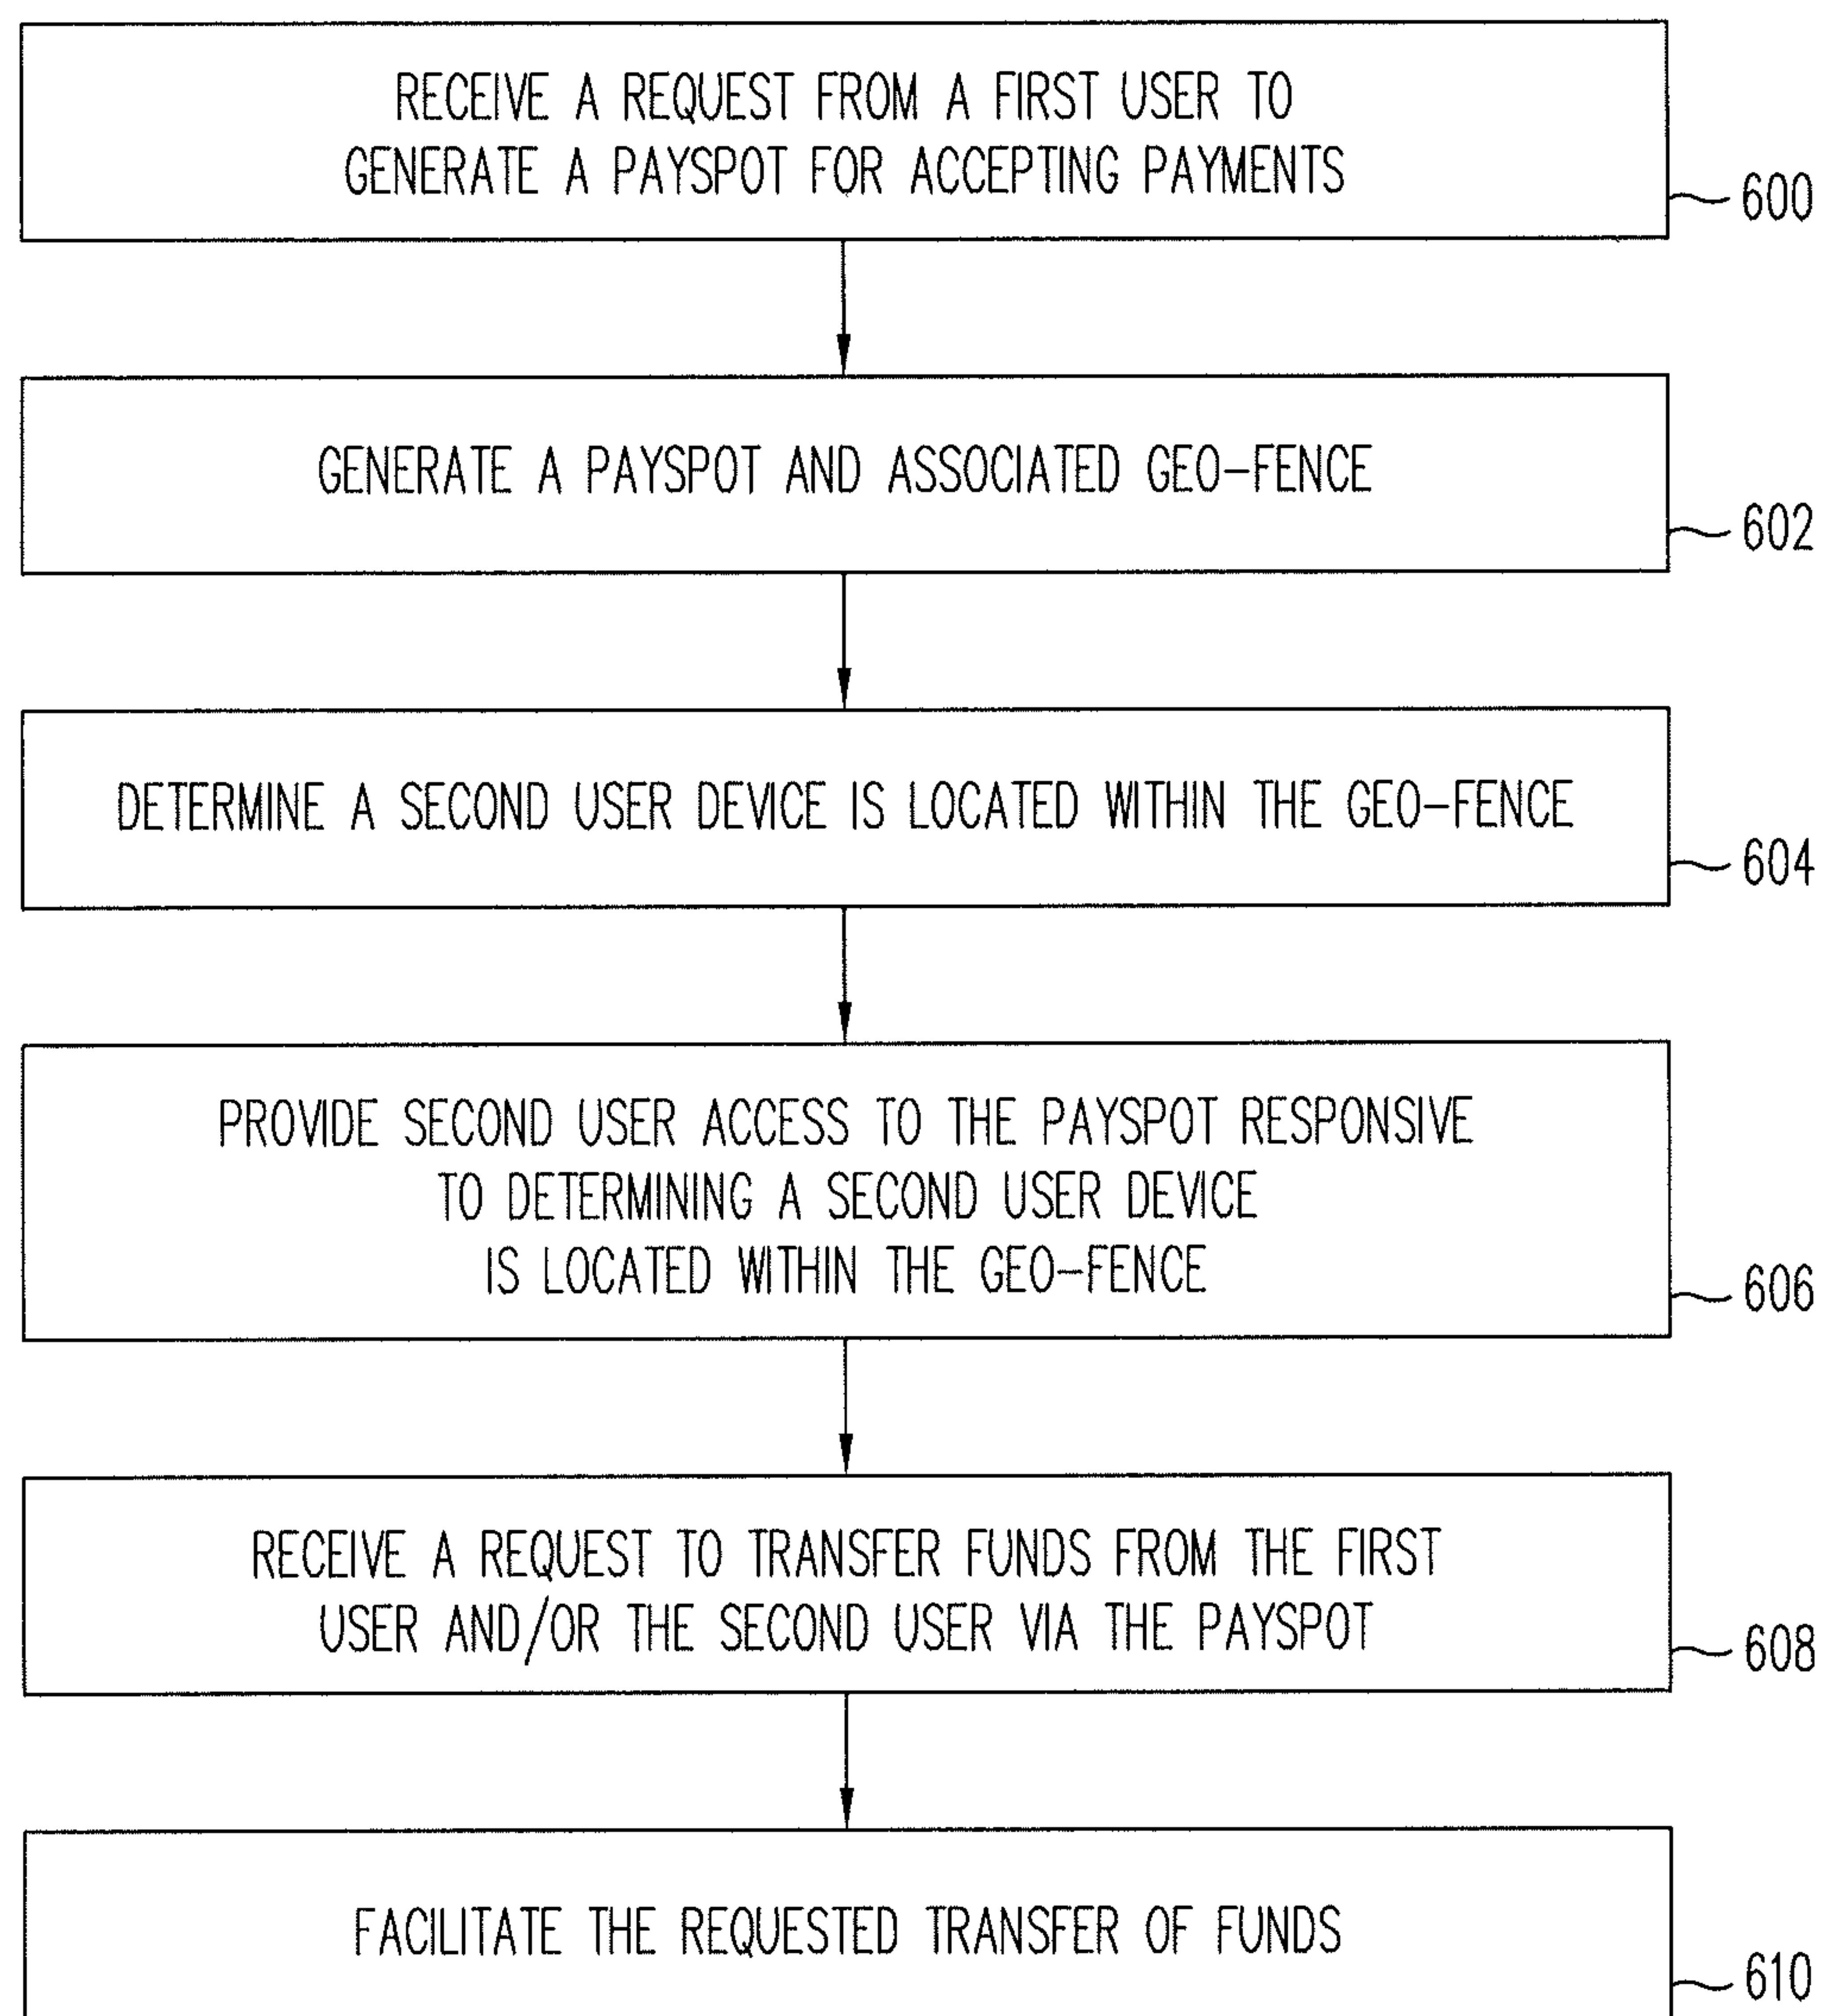 RECEIVE A REQUEST FROM A FIRST USER TO
GENERATE A PAYSPOT FOR ACCEPTING PAYMENTS
600
GENERATE A PAYSPOT AND ASSOCIATED GEO-FENCE
602
DETERMINE A SECOND USER DEVICE IS LOCATED WITHIN THE GEO-FENCE
604
PROVIDE SECOND USER ACCESS TO THE PAYSPOT RESPONSIVE
TO DETERMINING A SECOND USER DEVICE
IS LOCATED WITHIN THE GEO-FENCE
606
RECEIVE A REQUEST TO TRANSFER FUNDS FROM THE FIRST
USER AND/OR THE SECOND USER VIA THE PAYSPOT
608
FACILITATE THE REQUESTED TRANSFER OF FUNDS
610